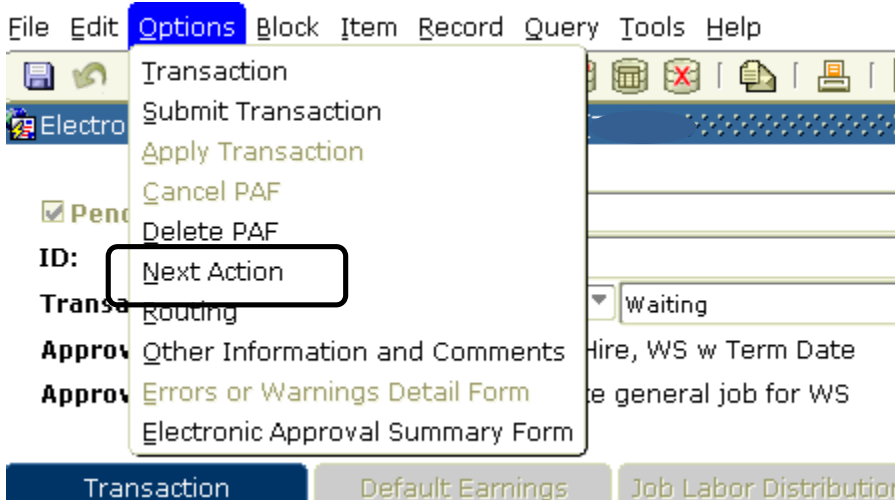 File Edit Options Block Item Record Query Tools Help
Transaction
Submit Transaction
Electro
Apply Transaction
Cancel PAF
Pend
Delete PAF
ID:
Next Action
Transa
Waiting
Routing
Approv
Other Information and Comments
Hire, WS w Term Date
Approv
Errors or Warnings Detail Form
te general job for WS
Electronic Approval Summary Form
Transaction Default Earnings Job Labor Distribution